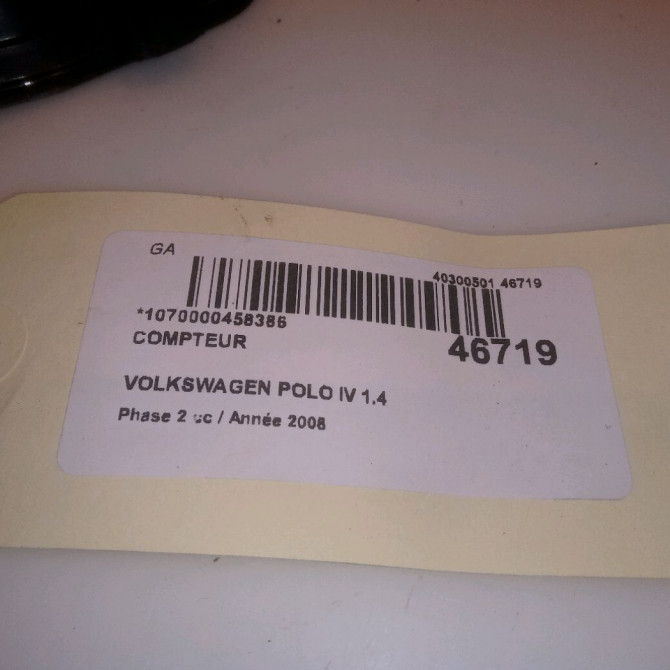 GA
40300501 46719
*1070000458386
COMPTEUR
46719
VOLKSWAGEN POLO IV 1.4
Phase 2 / Année 2008